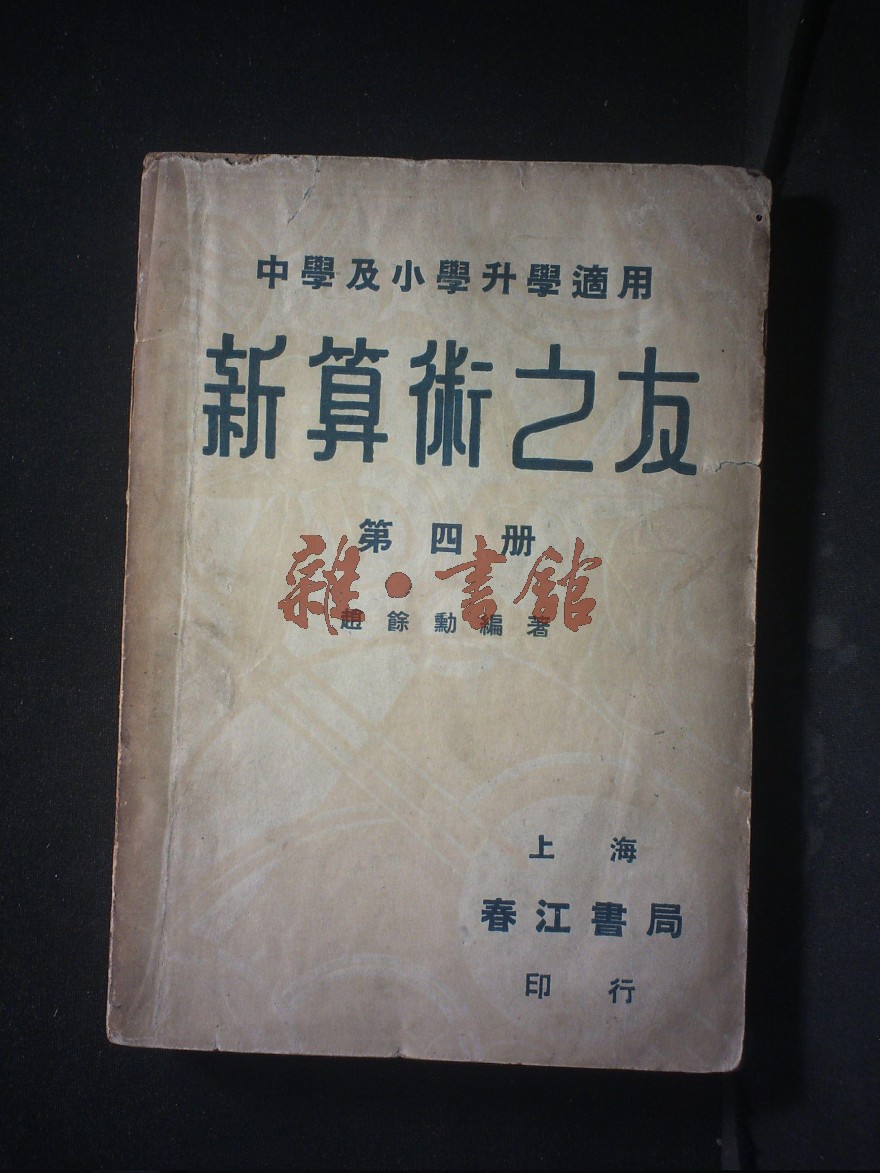 中學及小學升學適用
新算術之友
第四册
雜·書館
趙餘勳編著
上海
春江書局
印行